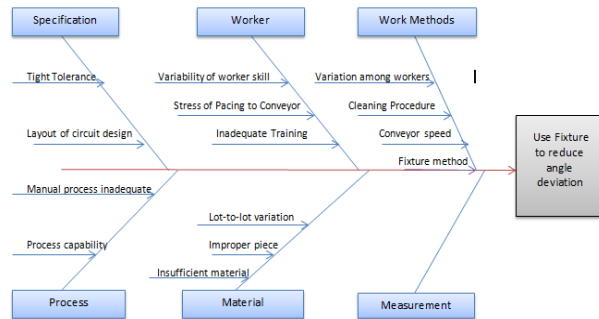 Specification
Worker
Work Methods
Tight Tolerance
Variability of worker skill
Variation among workers
Stress of Pacing to Conveyor
Cleaning Procedure
Layout of circuit design
Inadequate Training
Conveyor speed
Fixture method
Use Fixture
to reduce
angle
deviation
Manual process inadequate
Lot-to-lot variation
Process capability
Improper piece
Insufficient material
Process
Material
Measurement